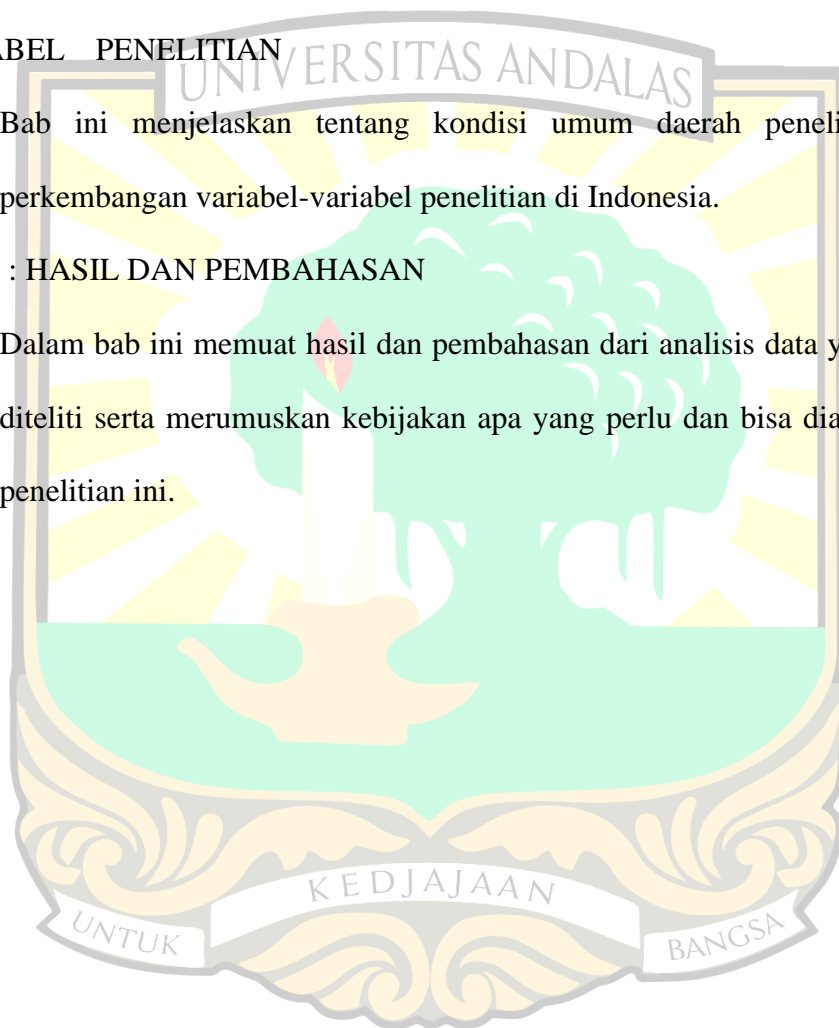 ABEL PENELITIAN
UNIVERSITAS ANDALAS
Bab ini menjelaskan tentang kondisi umum daerah peneli
perkembangan variabel-variabel penelitian di Indonesia.
: HASIL DAN PEMBAHASAN
Dalam bab ini memuat hasil dan pembahasan dari analisis data y
diteliti serta merumuskan kebijakan apa yang perlu dan bisa dia
penelitian ini.
UNTUK KEDJAJAAN BANGSA